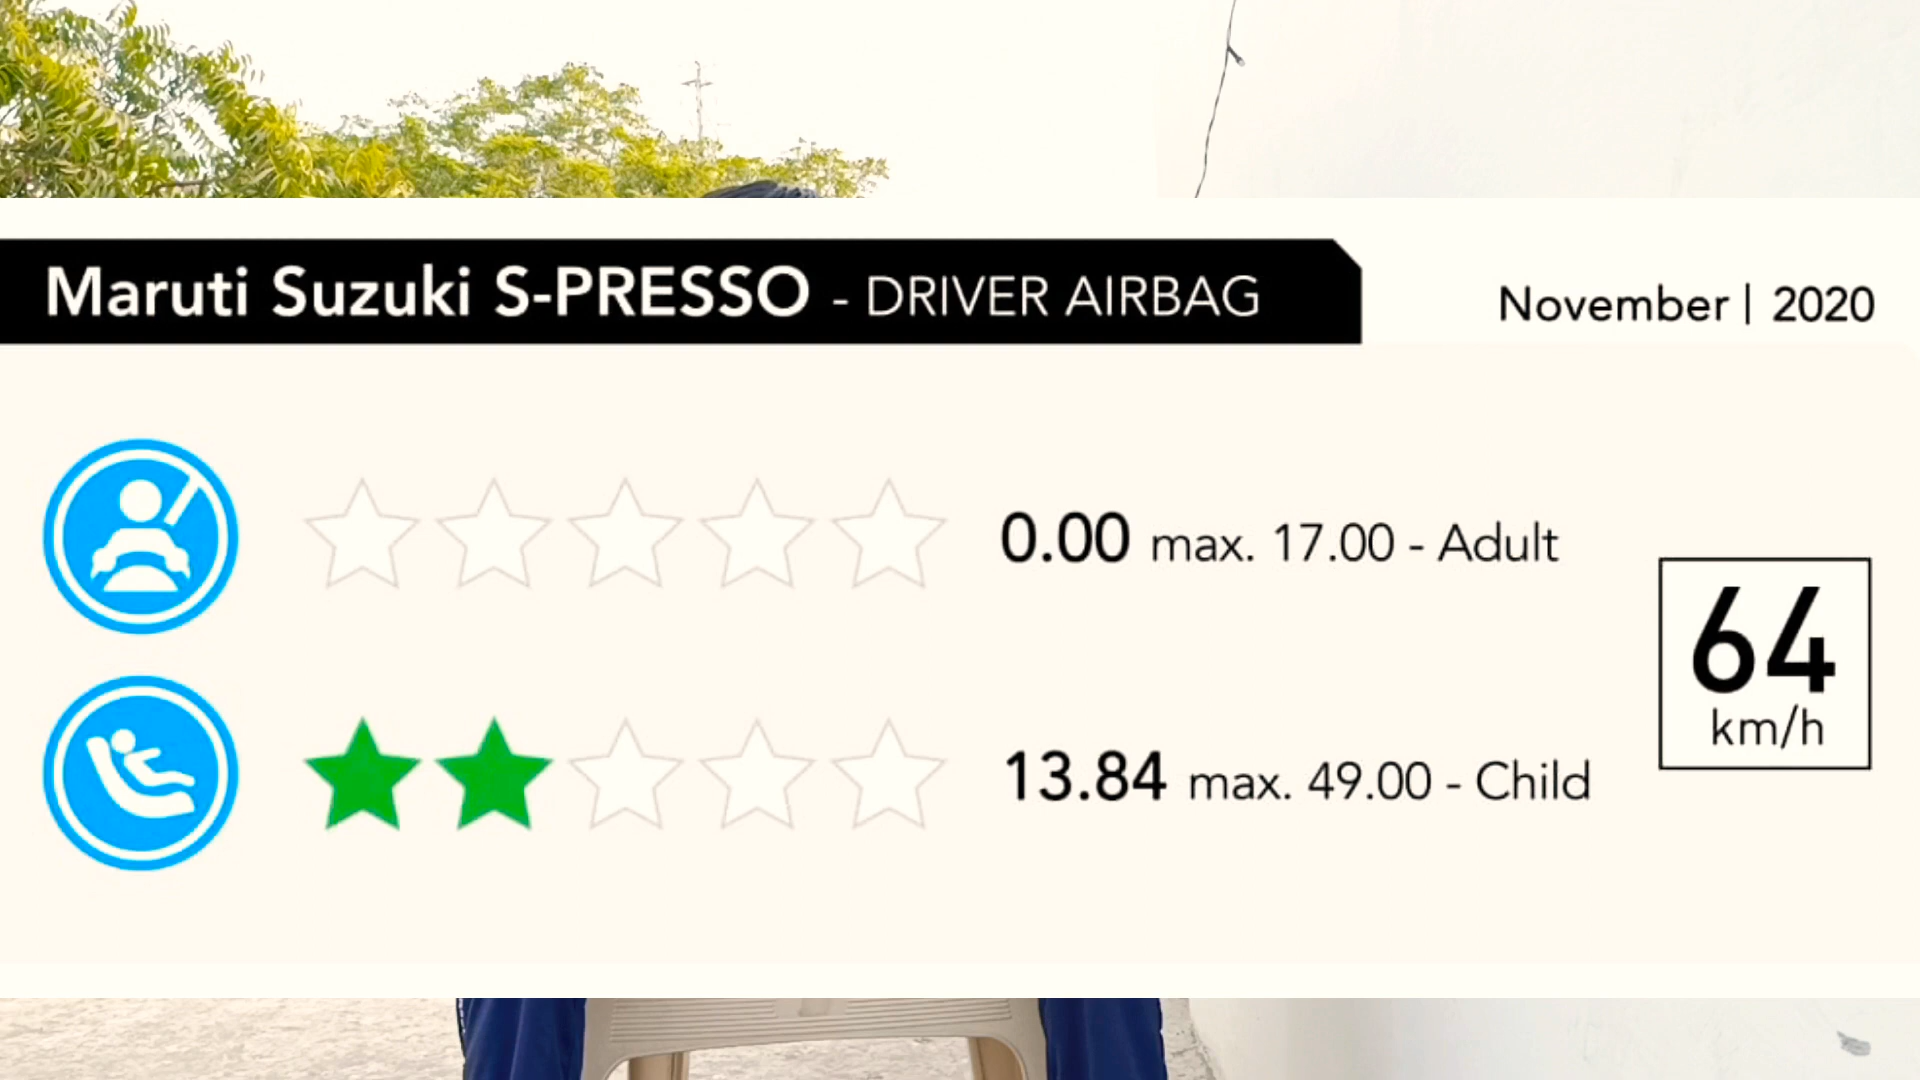 Maruti Suzuki S-PRESSO - DRIVER AIRBAG
November | 2020
0.00 max. 17.00 - Adult
13.84 max. 49.00 - Child
64
km/h